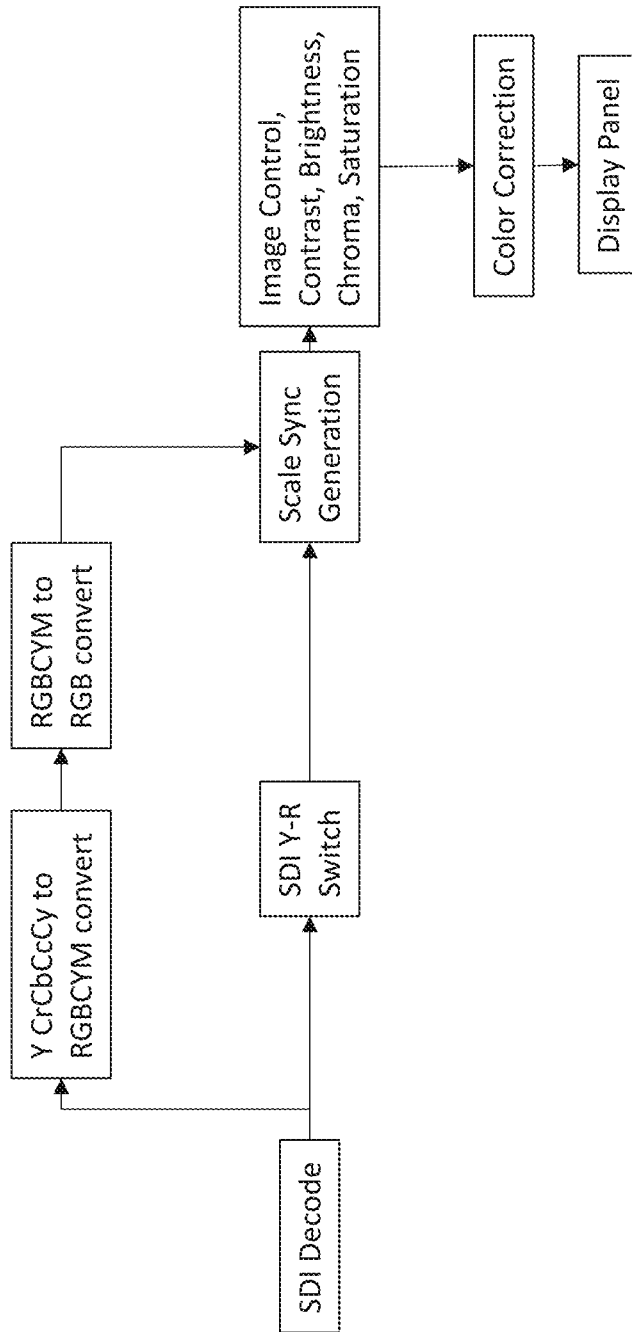 SDI Decode
Y CrCbCcCy to
RGBCYM convert
RGBCYM to
RGB convert
SDI Y-R
Switch
Scale Sync
Generation
Image Control,
Contrast, Brightness,
Chroma, Saturation
Color Correction
Display Panel